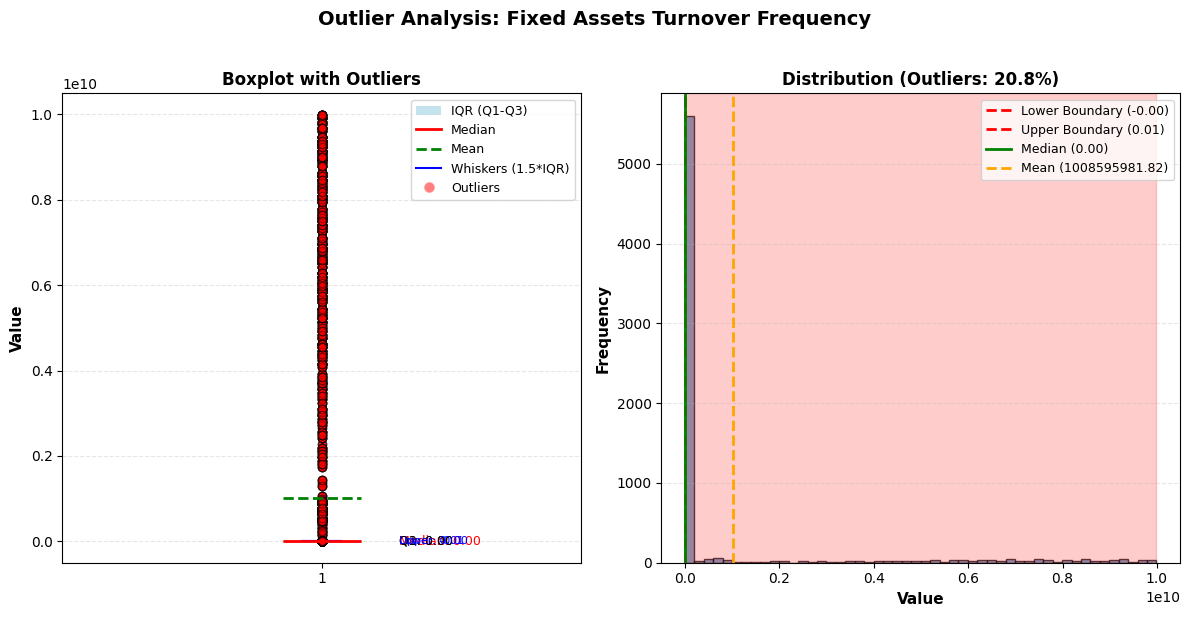 Outlier Analysis: Fixed Assets Turnover Frequency
Boxplot with Outliers
1e10
1.0
0.8
0.6
0.4
0.2
0.0
Value
1
IQR (Q1-Q3)
Median
Mean
Whiskers (1.5*IQR)
Outliers
Distribution (Outliers: 20.8%)
5000
4000
3000
2000
1000
0
Frequency
0.0 0.2 0.4 0.6 0.8 1.0
1e10
Value
Lower Boundary (-0.00)
Upper Boundary (0.01)
Median (0.00)
Mean (1008595981.82)